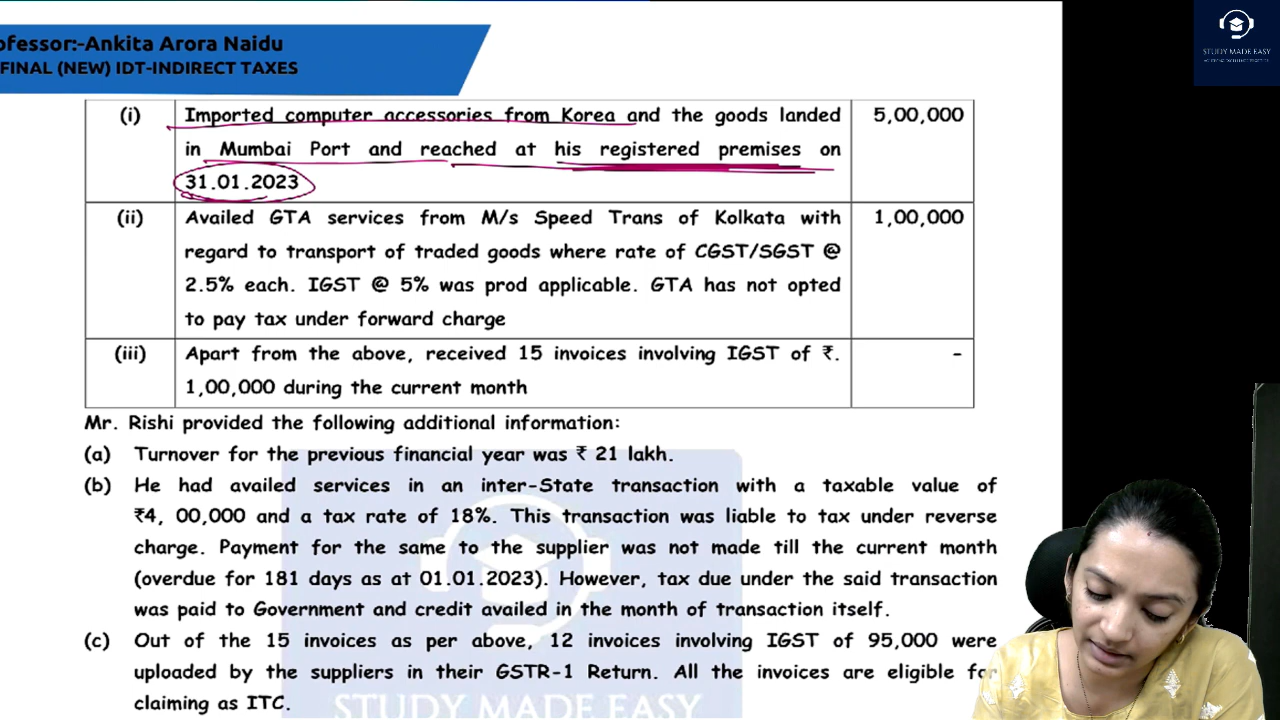 ofessor:-Ankita Arora Naidu
FINAL (NEW) IDT-INDIRECT TAXES
STUDY MADE EASY
(i) Imported computer accessories from Korea and the goods landed 5,00,000
in Mumbai Port and reached at his registered premises on
31.01.2023
(ii) Availed GTA services from M/s Speed Trans of Kolkata with 1,00,000
regard to transport of traded goods where rate of CGST/SGST @
2.5% each. IGST @ 5% was prod applicable. GTA has not opted
to pay tax under forward charge
(iii) Apart from the above, received 15 invoices involving IGST of ₹. -
1,00,000 during the current month
Mr. Rishi provided the following additional information:
(a) Turnover for the previous financial year was ₹ 21 lakh.
(b) He had availed services in an inter-State transaction with a taxable value of
₹4, 00,000 and a tax rate of 18%. This transaction was liable to tax under reverse
charge. Payment for the same to the supplier was not made till the current month
(overdue for 181 days as at 01.01.2023). However, tax due under the said transaction
was paid to Government and credit availed in the month of transaction itself.
(c) Out of the 15 invoices as per above, 12 invoices involving IGST of 95,000 were
uploaded by the suppliers in their GSTR-1 Return. All the invoices are eligible for
claiming as ITC.
STUDY MADE EASY